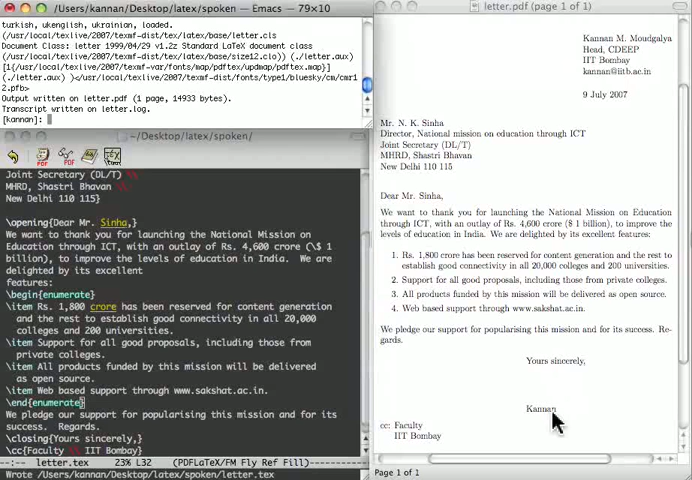 /Users/kannan/Desktop/latex/spoken/ — Emacs — 79×10
turkish, ukenglish, ukrainian, loaded.
(/usr/local/texlive/2007/texmf-dist/tex/latex/base/letter.cls
Document Class: letter 1999/04/29 v1.2z Standard LaTeX document class
(/usr/local/texlive/2007/texmf-dist/tex/latex/base/size12.clo)) (./letter.aux)
[1{/usr/local/texlive/2007/texmf-var/fonts/map/pdftex/updmap/pdftex.map}]
(./letter.aux) )</usr/local/texlive/2007/texmf-dist/fonts/type1/bluesky/cm/cmr1
2.pfb>
Output written on letter.pdf (1 page, 14933 bytes).
Transcript written on letter.log.
[kannan]:
~/Desktop/latex/spoken/
Joint Secretary (DL/T) \\
MHRD, Shastri Bhavan \\
New Delhi 110 115}
\opening{Dear Mr. Sinha,}
We want to thank you for launching the National Mission on
Education through ICT, with an outlay of Rs. 4,600 crore (\$ 1
billion), to improve the levels of education in India.  We are
delighted by its excellent
features:
\begin{enumerate}
\item Rs. 1,800 crore has been reserved for content generation
and the rest to establish good connectivity in all 20,000
colleges and 200 universities.
\item Support for all good proposals, including those from
private colleges.
\item All products funded by this mission will be delivered
as open source.
\item Web based support through www.sakshat.ac.in.
\end{enumerate}
We pledge our support for popularising this mission and for its
success.  Regards.
\closing{Yours sincerely,}
\cc{Faculty \\ IIT Bombay}
-:-- letter.tex 23% L32 (PDFLaTeX/FM Fly Ref Fill)
Wrote /Users/kannan/Desktop/latex/spoken/letter.tex
letter.pdf (page 1 of 1)
Kannan M. Moudgalya
Head, CDEEP
IIT Bombay
kannan@iitb.ac.in
9 July 2007
Mr. N. K. Sinha
Director, National mission on education through ICT
Joint Secretary (DL/T)
MHRD, Shastri Bhavan
New Delhi 110 115
Dear Mr. Sinha,
We want to thank you for launching the National Mission on Education
through ICT, with an outlay of Rs. 4,600 crore ($ 1 billion), to improve the
levels of education in India. We are delighted by its excellent features:
1. Rs. 1,800 crore has been reserved for content generation and the rest to
establish good connectivity in all 20,000 colleges and 200 universities.
2. Support for all good proposals, including those from private colleges.
3. All products funded by this mission will be delivered as open source.
4. Web based support through www.sakshat.ac.in.
We pledge our support for popularising this mission and for its success. Re-
gards.
Yours sincerely,
Kannan
cc: Faculty
IIT Bombay
Page 1 of 1